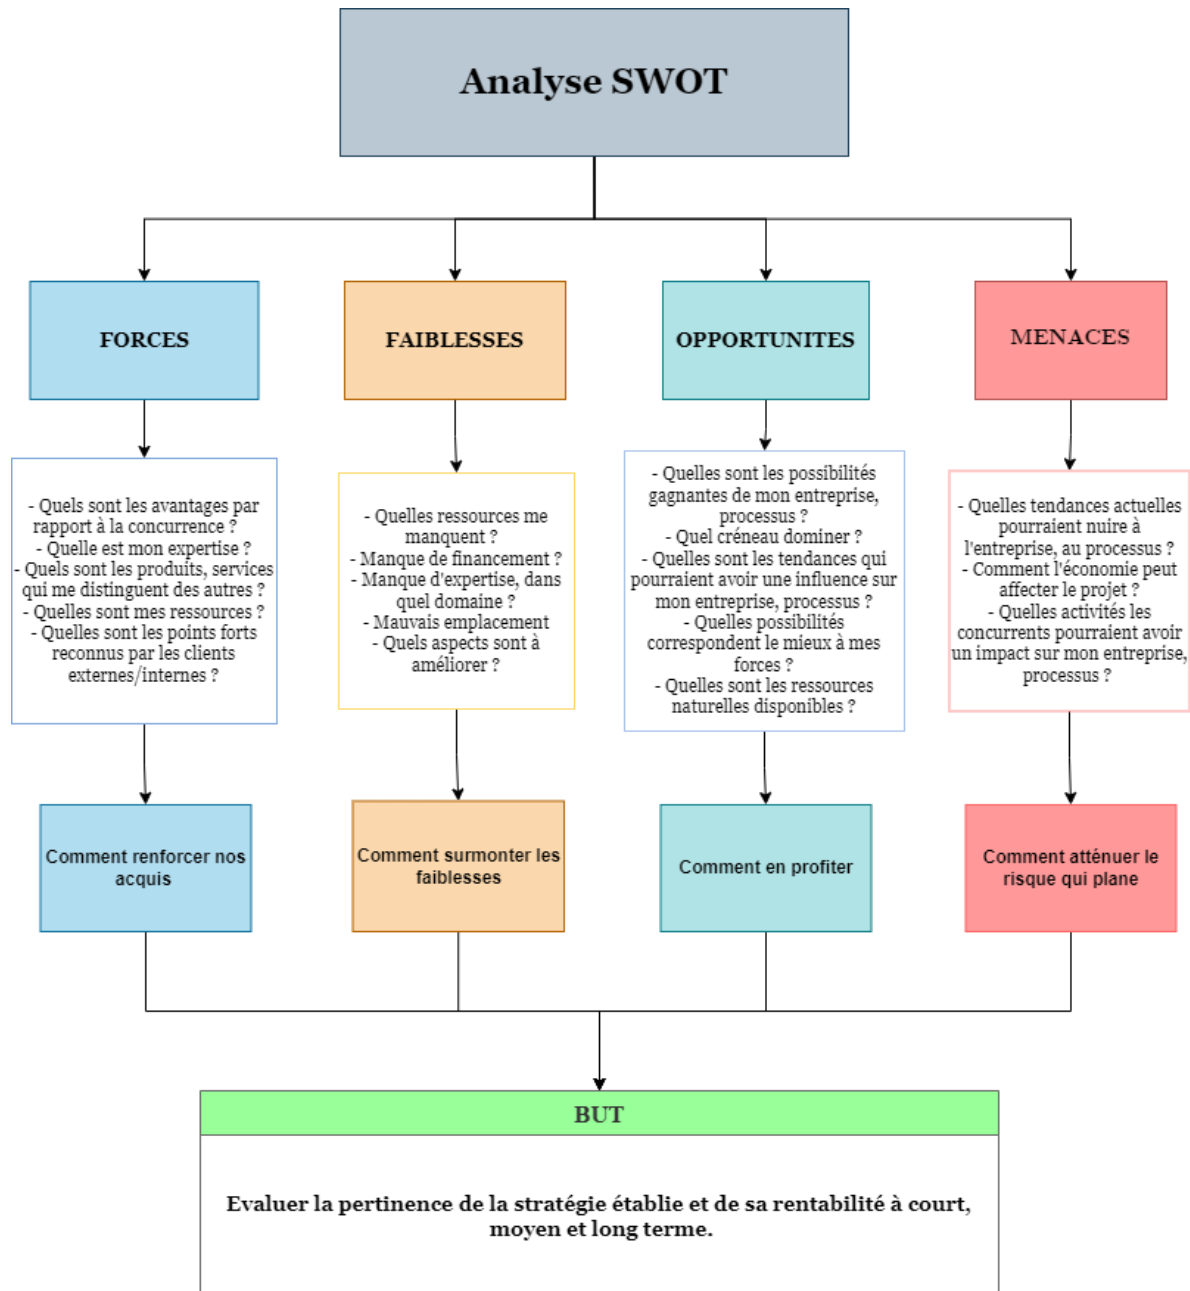 Analyse SWOT
FORCES
FAIBLESSES
OPPORTUNITES
MENACES
- Quels sont les avantages par
rapport à la concurrence ?
- Quelle est mon expertise ?
- Quels sont les produits, services
qui me distinguent des autres ?
- Quelles sont mes ressources ?
- Quelles sont les points forts
reconnus par les clients
externes/internes ?
- Quelles ressources me
manquent ?
- Manque de financement ?
- Manque d'expertise, dans
quel domaine ?
- Mauvais emplacement
- Quels aspects sont à
améliorer ?
- Quelles sont les possibilités
gagnantes de mon entreprise,
processus ?
- Quel créneau dominer ?
- Quelles sont les tendances qui
pourraient avoir une influence sur
mon entreprise, processus ?
- Quelles possibilités
correspondent le mieux à mes
forces ?
- Quelles sont les ressources
naturelles disponibles ?
- Quelles tendances actuelles
pourraient nuire à
l'entreprise, au processus ?
- Comment l'économie peut
affecter le projet ?
- Quelles activités les
concurrents pourraient avoir
un impact sur mon entreprise,
processus ?
Comment renforcer nos
acquis
Comment surmonter les
faiblesses
Comment en profiter
Comment atténuer le
risque qui plane
BUT
Evaluer la pertinence de la stratégie établie et de sa rentabilité à court,
moyen et long terme.